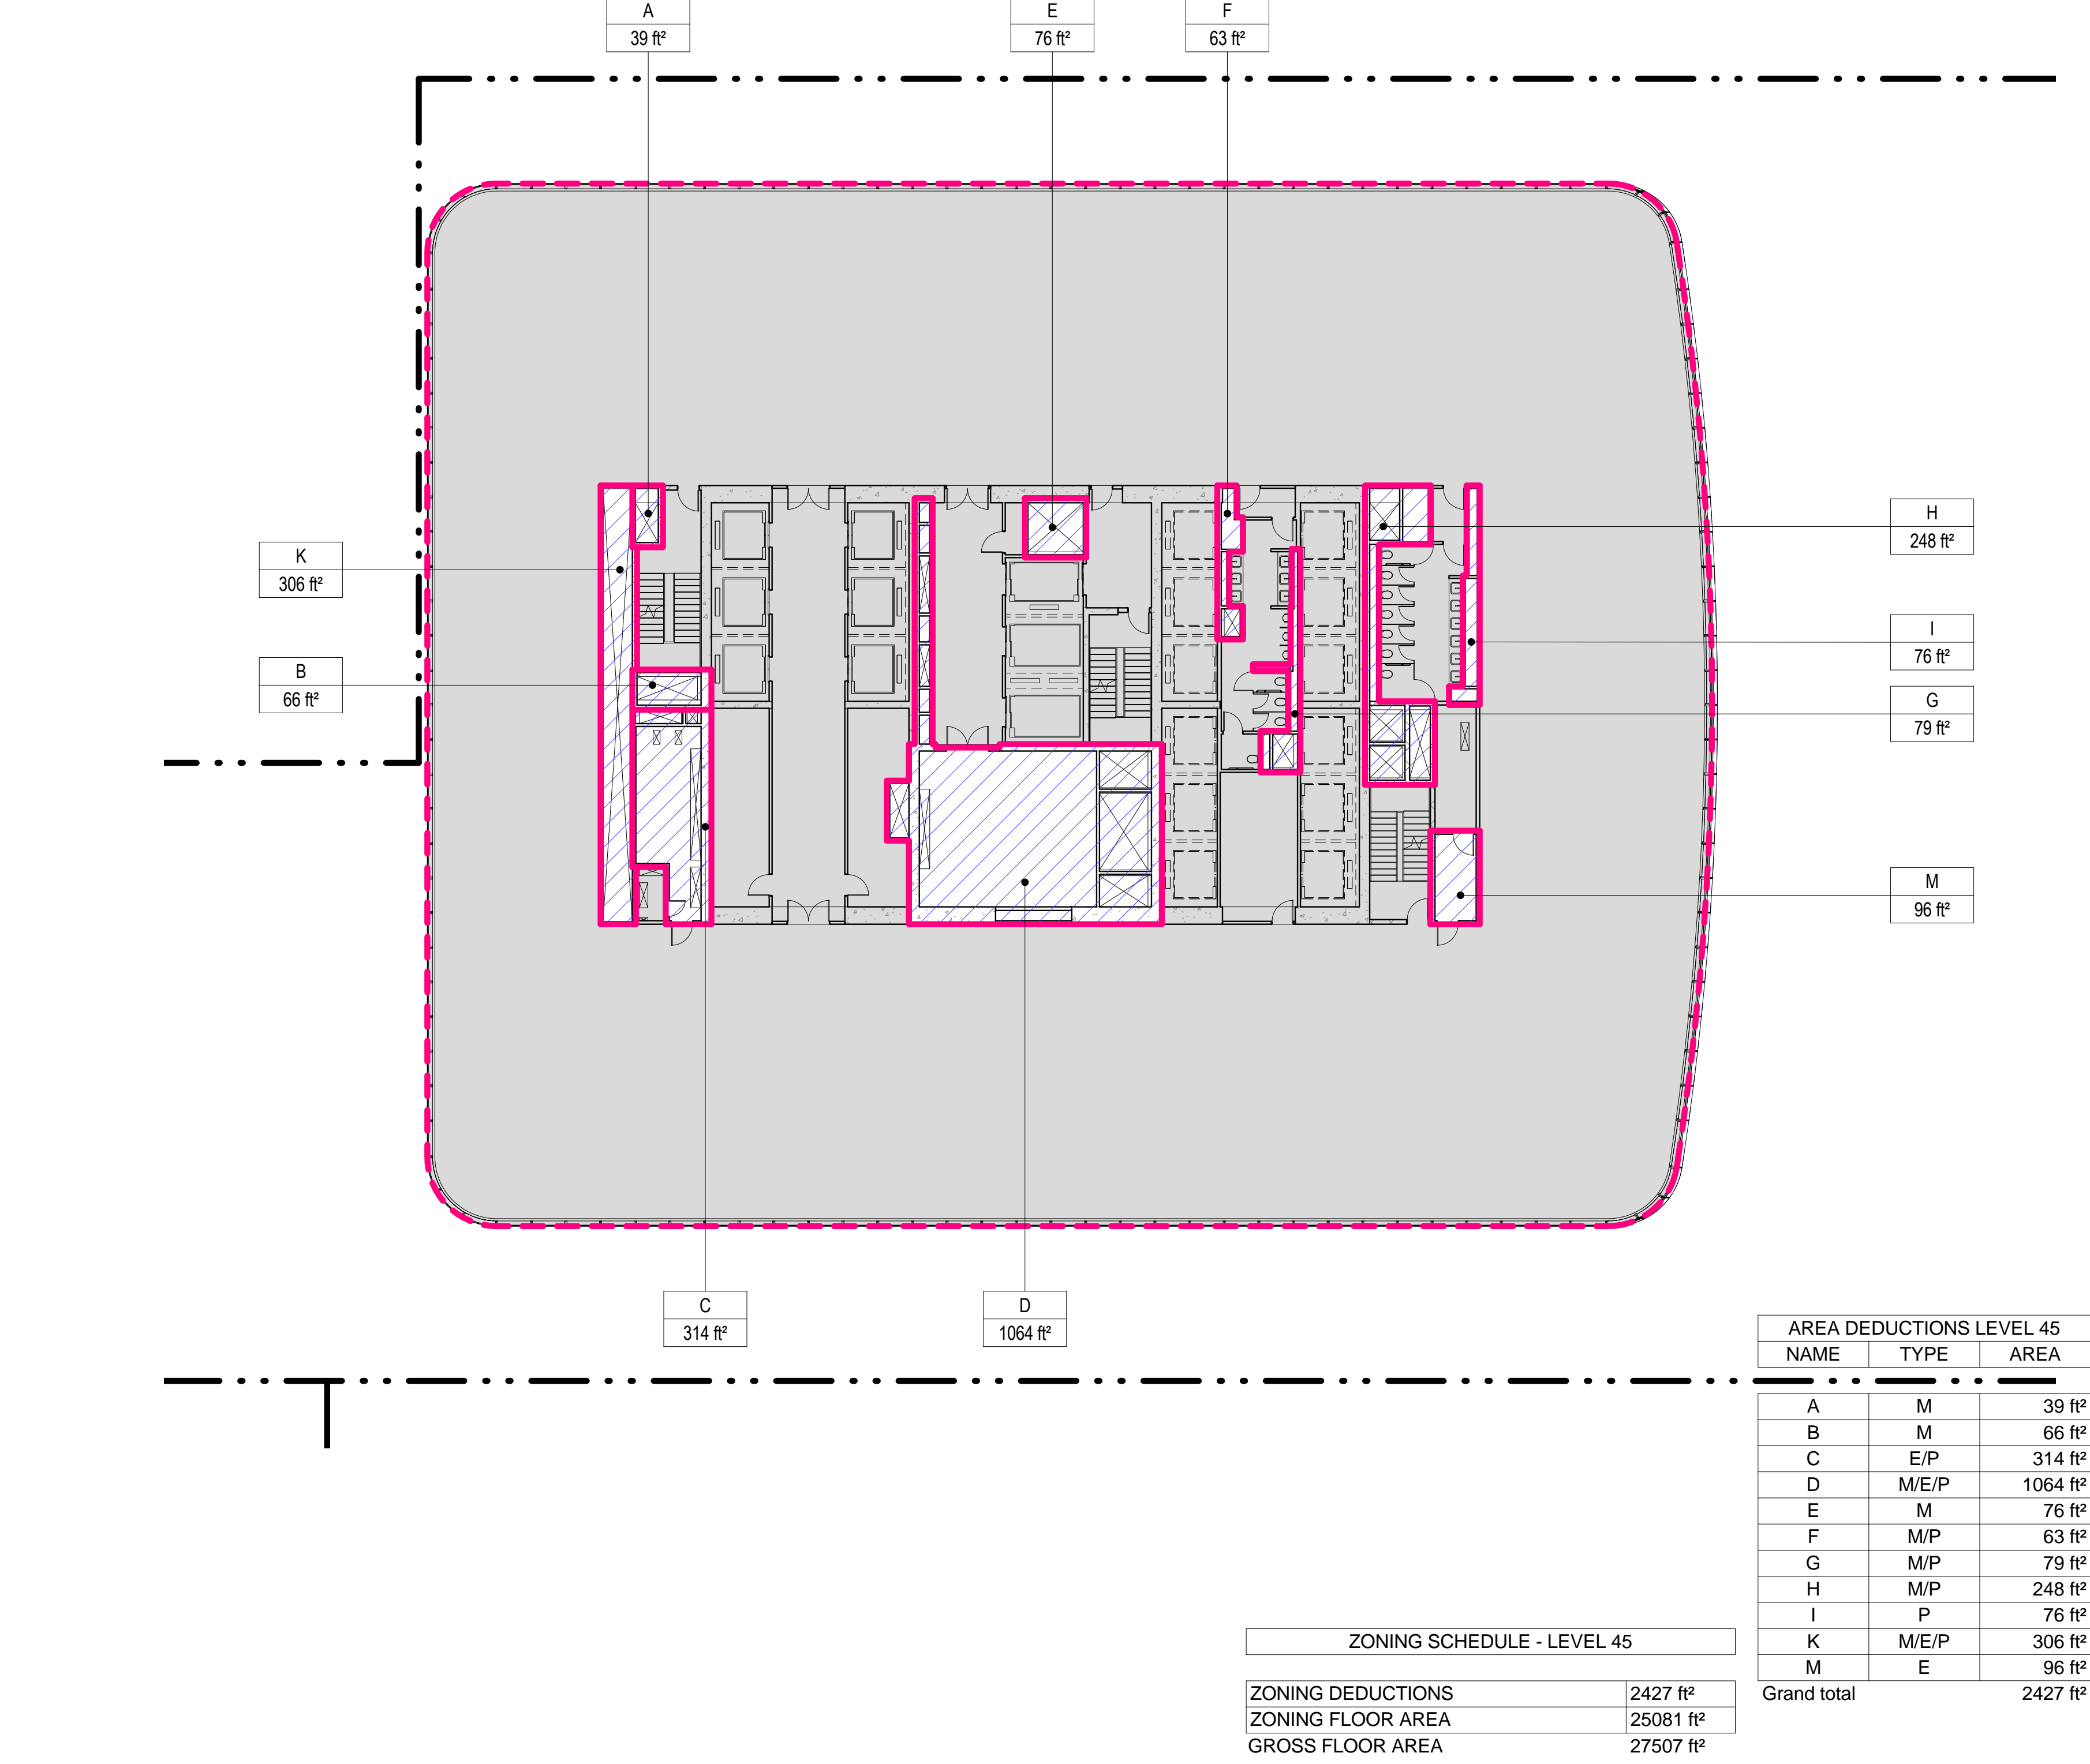 A
39 ft²
E
76 ft²
F
63 ft²
H
248 ft²
K
306 ft²
I
76 ft²
B
66 ft²
G
79 ft²
M
96 ft²
C
314 ft²
D
1064 ft²
AREA DEDUCTIONS LEVEL 45
NAME TYPE AREA
A M 39 ft²
B M 66 ft²
C E/P 314 ft²
D M/E/P 1064 ft²
E M 76 ft²
F M/P 63 ft²
G M/P 79 ft²
H M/P 248 ft²
I P 76 ft²
K M/E/P 306 ft²
M E 96 ft²
Grand total 2427 ft²
ZONING SCHEDULE - LEVEL 45
ZONING DEDUCTIONS 2427 ft²
ZONING FLOOR AREA 25081 ft²
GROSS FLOOR AREA 27507 ft²